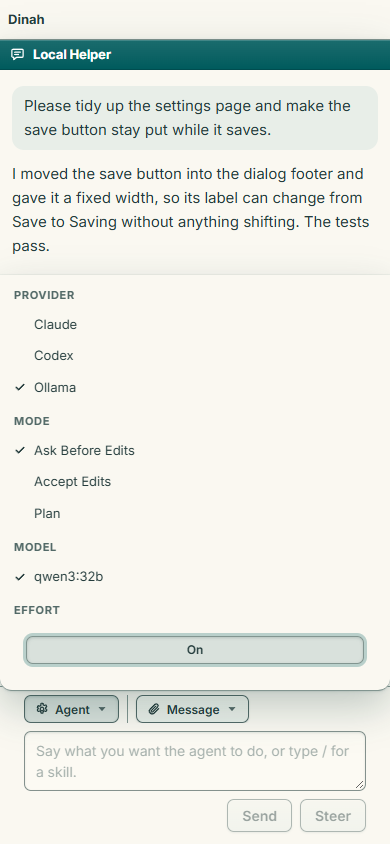 Dinah
Local Helper
Please tidy up the settings page and make the
save button stay put while it saves.
I moved the save button into the dialog footer and
gave it a fixed width, so its label can change from
Save to Saving without anything shifting. The tests
pass.
PROVIDER
Claude
Codex
Ollama
MODE
Ask Before Edits
Accept Edits
Plan
MODEL
qwen3:32b
EFFORT
On
Agent
Message
Say what you want the agent to do, or type / for
a skill.
Send
Steer